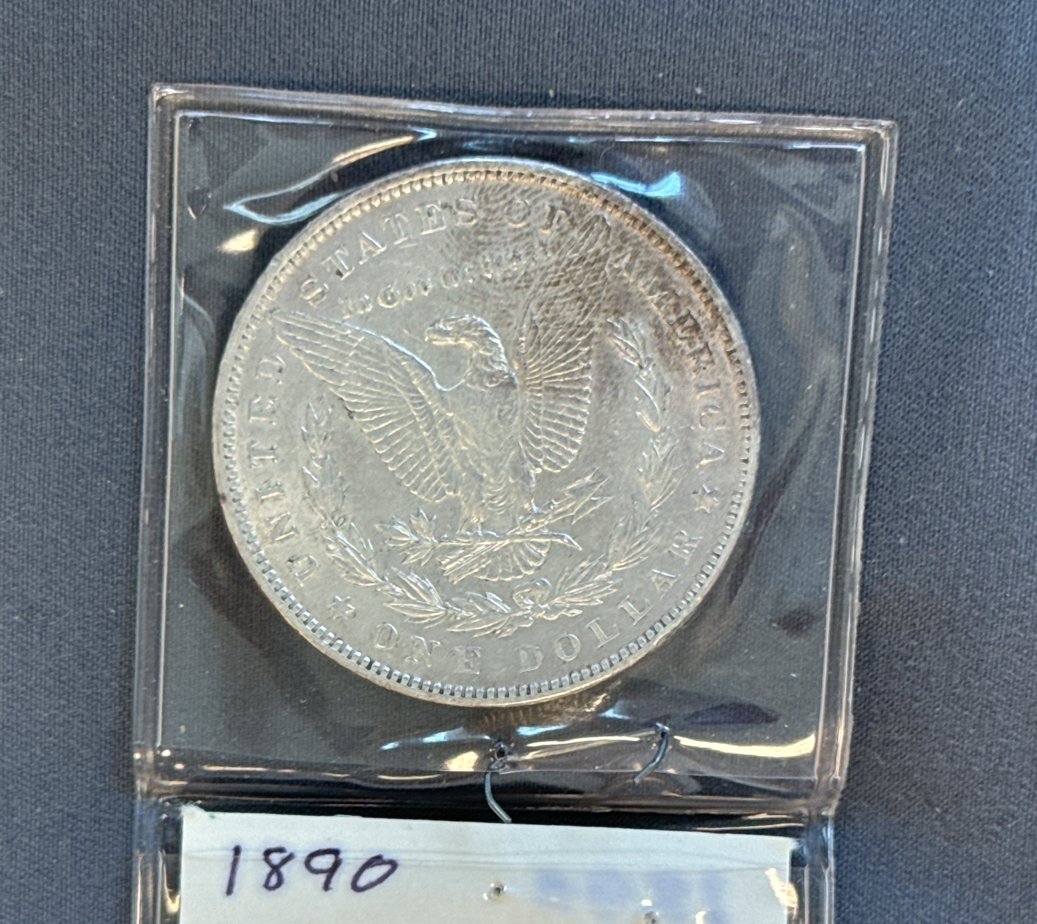 UNITED STATES OF AMERICA
In God we trust
ONE DOLLAR
1890